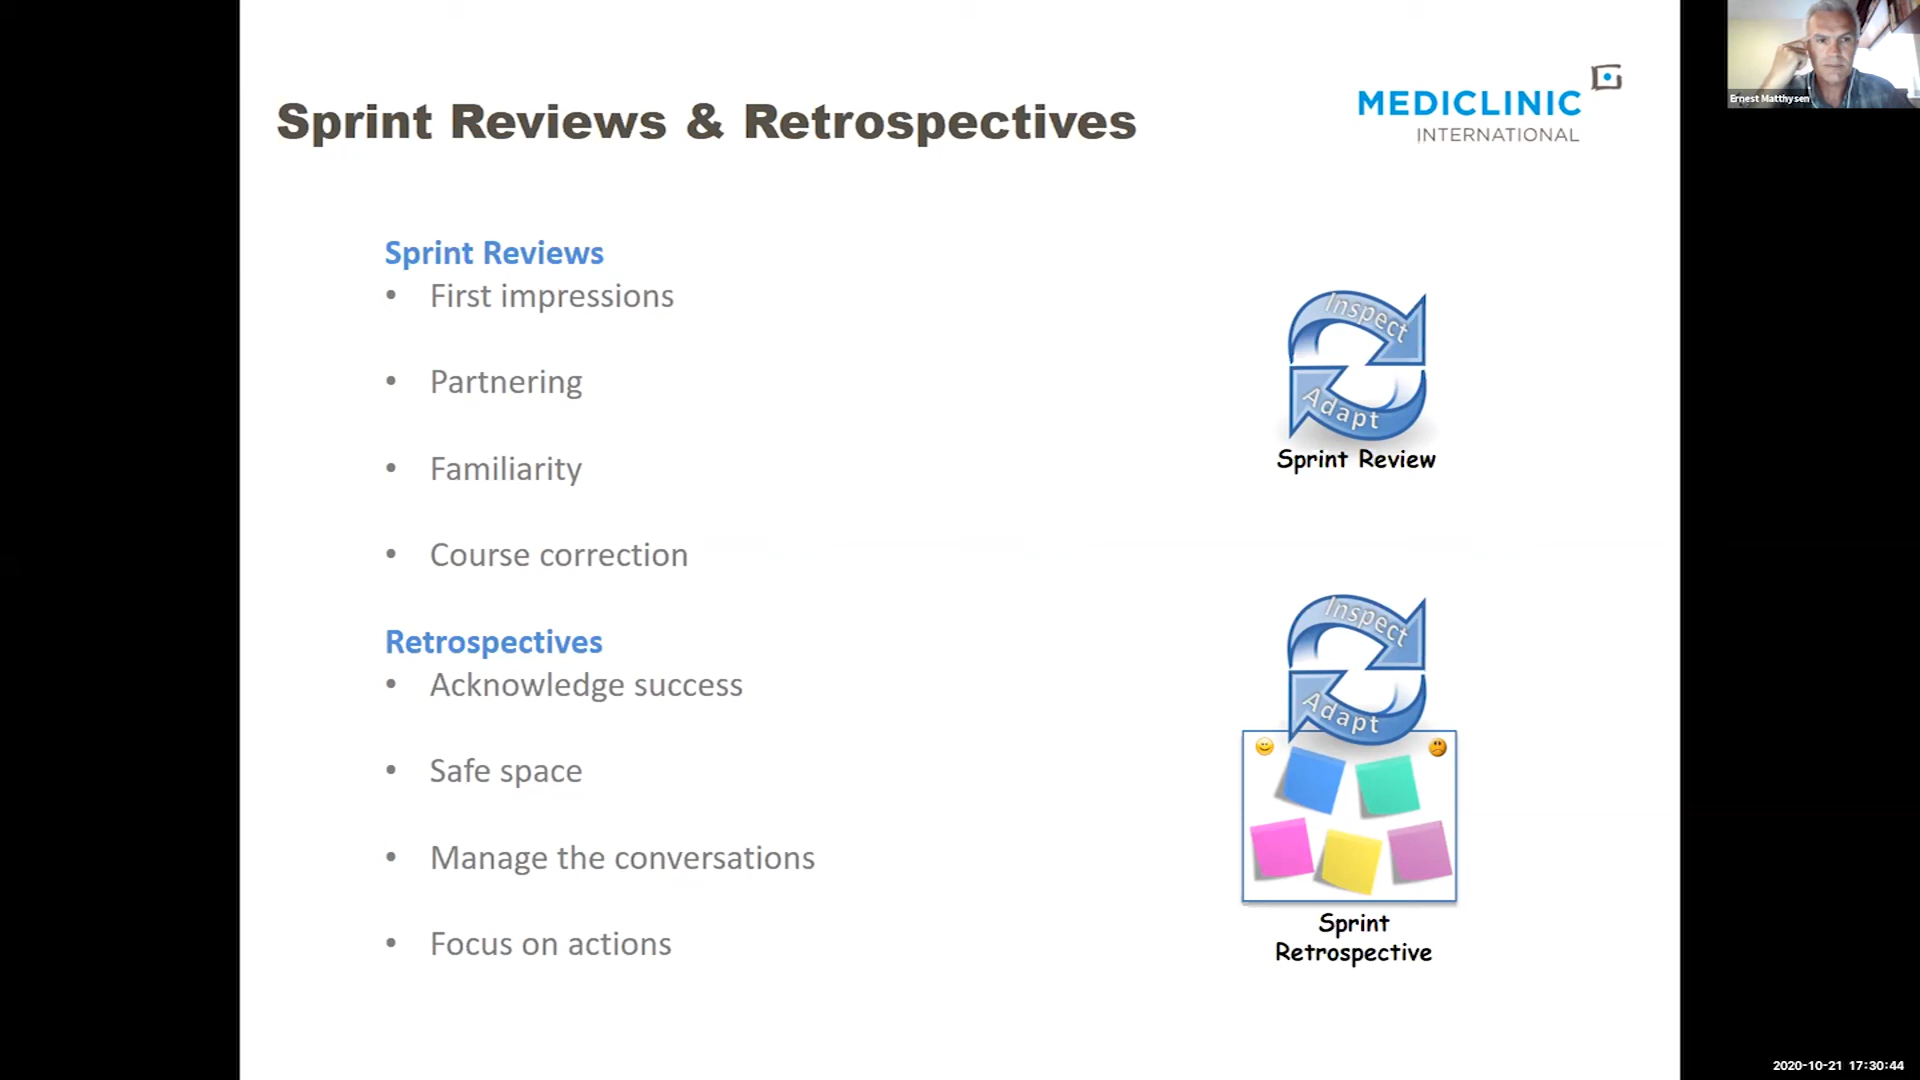 Sprint Reviews & Retrospectives
MEDICLINIC
INTERNATIONAL
Ernest Matthysen
Sprint Reviews
• First impressions
• Partnering
• Familiarity
• Course correction
Inspect
Adapt
Sprint Review
Retrospectives
• Acknowledge success
• Safe space
• Manage the conversations
• Focus on actions
Inspect
Adapt
Sprint
Retrospective
2020-10-21 17:30:44